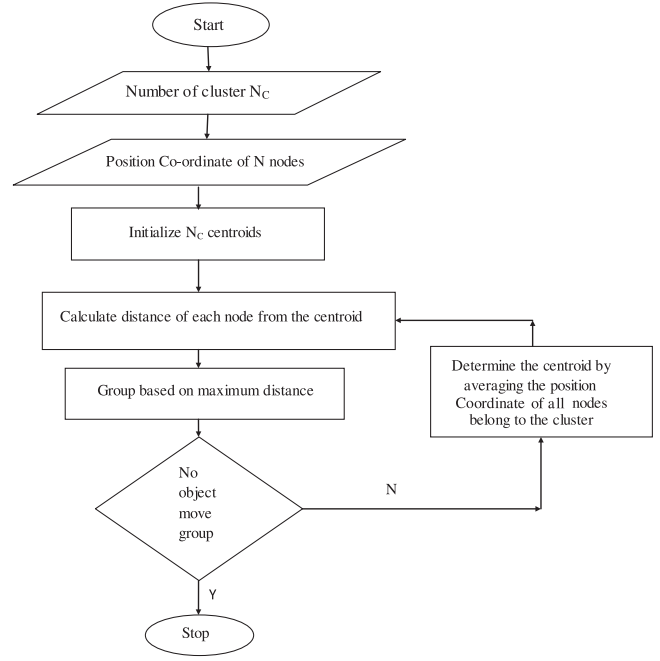 Start
Number of cluster NC
Position Co-ordinate of N nodes
Initialize NC centroids
Calculate distance of each node from the centroid
Group based on maximum distance
No
object
move
group
N
Determine the centroid by
averaging the position
Coordinate of all nodes
belong to the cluster
Y
Stop